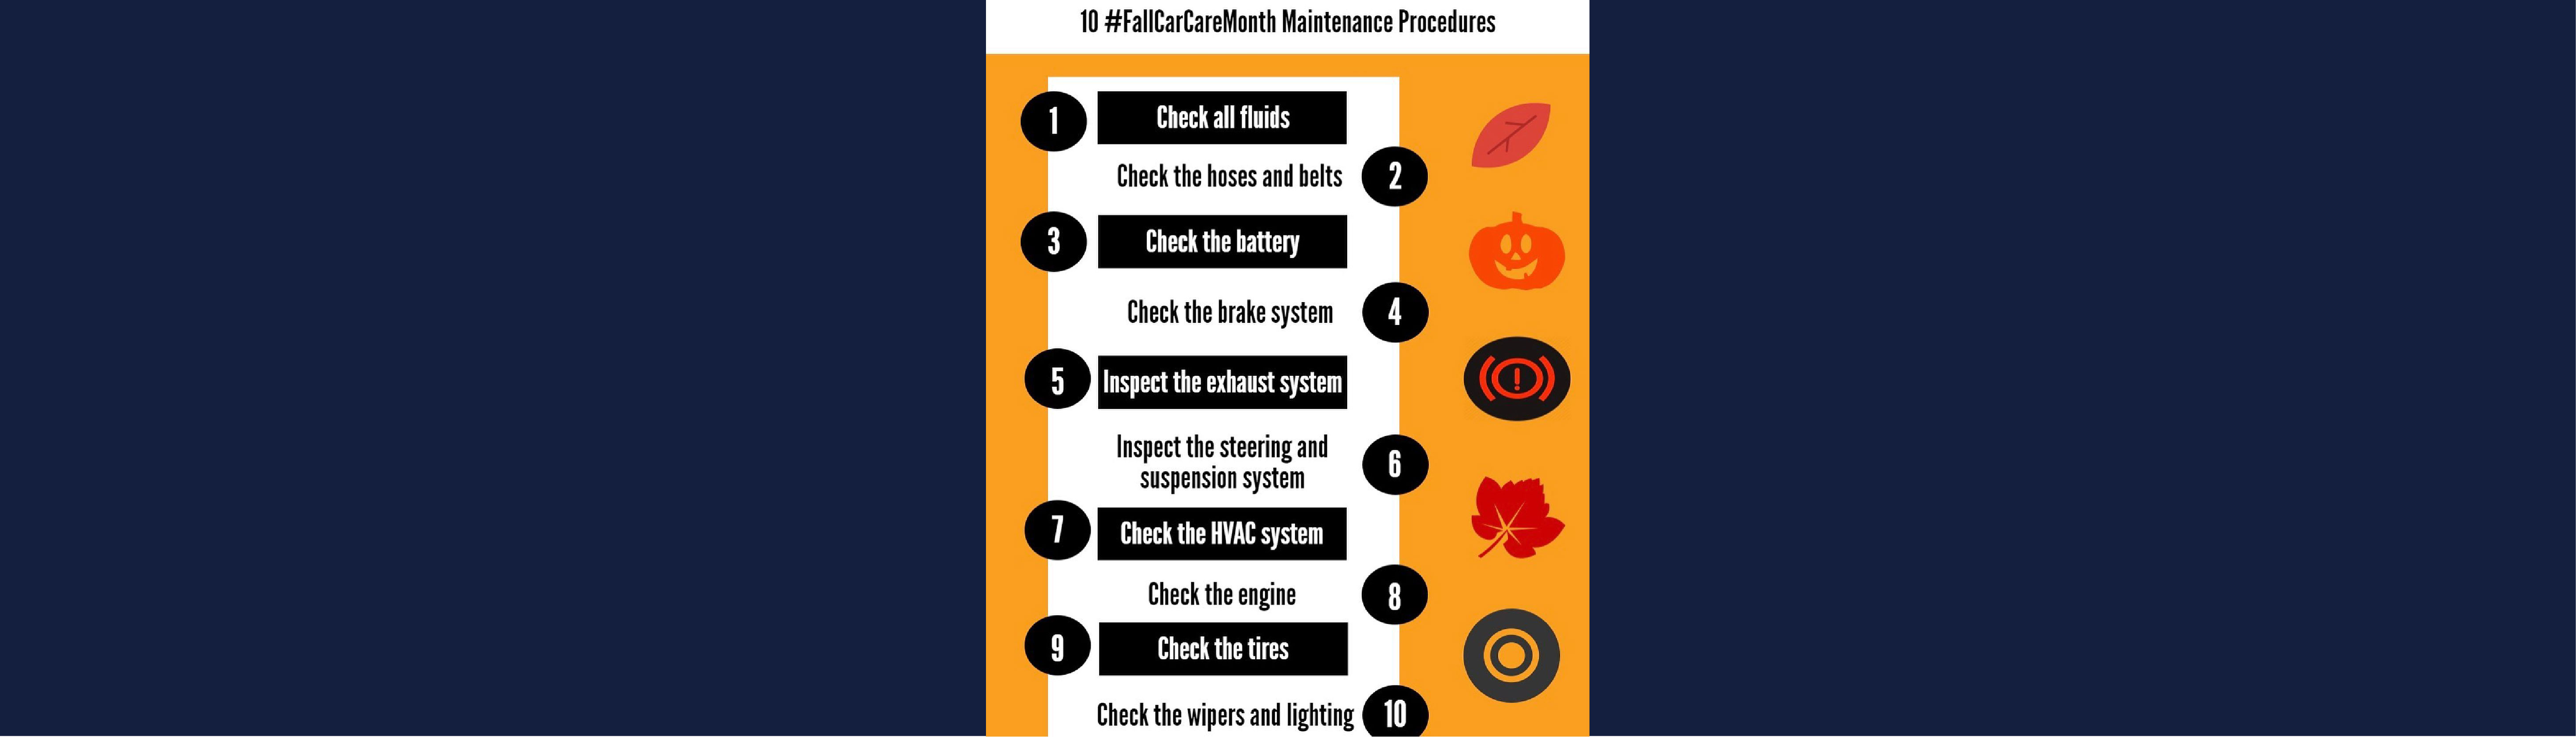 10 #FallCarCareMonth Maintenance Procedures
1 Check all fluids
Check the hoses and belts 2
3 Check the battery
Check the brake system 4
5 Inspect the exhaust system
Inspect the steering and
suspension system 6
7 Check the HVAC system
Check the engine 8
9 Check the tires
Check the wipers and lighting 10